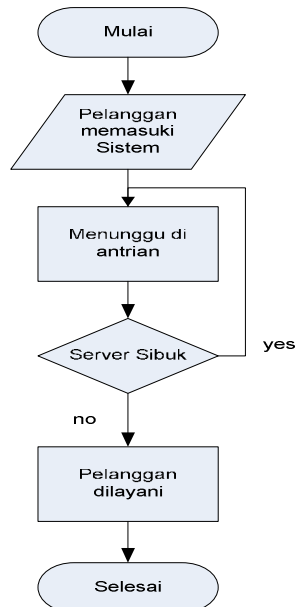 Mulai
Pelanggan
memasuki
Sistem
Menunggu di
antrian
Server Sibuk
yes
no
Pelanggan
dilayani
Selesai